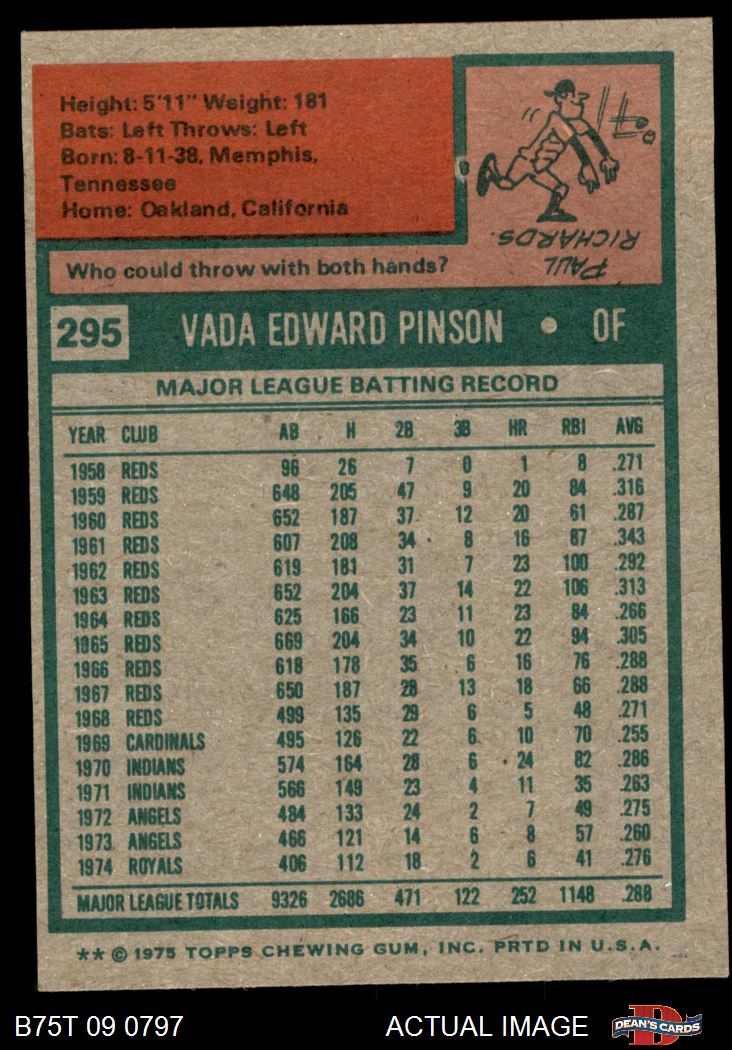 Height: 5'11" Weight: 181
Bats: Left Throws: Left
Born: 8-11-38, Memphis,
Tennessee
Home: Oakland, California
PAUL
RICHARDS.
Who could throw with both hands?
295 VADA EDWARD PINSON • OF
MAJOR LEAGUE BATTING RECORD
YEAR CLUB AB H 2B 3B HR RBI AVG
1958 REDS 96 26 7 0 1 8 .271
1959 REDS 648 205 47 9 20 84 .316
1960 REDS 652 187 37 12 20 61 .287
1961 REDS 607 208 34 8 16 87 .343
1962 REDS 619 181 31 7 23 100 .292
1963 REDS 652 204 37 14 22 106 .313
1964 REDS 625 166 23 11 23 84 .266
1965 REDS 669 204 34 10 22 94 .305
1966 REDS 618 178 35 6 16 76 .288
1967 REDS 650 187 28 13 18 66 .288
1968 REDS 499 135 29 6 5 48 .271
1969 CARDINALS 495 126 22 6 10 70 .255
1970 INDIANS 574 164 28 6 24 82 .286
1971 INDIANS 566 149 23 4 11 35 .263
1972 ANGELS 484 133 24 2 7 49 .275
1973 ANGELS 466 121 14 6 8 57 .260
1974 ROYALS 406 112 18 2 6 41 .276
MAJOR LEAGUE TOTALS 9326 2686 471 122 252 1148 .288
** © 1975 TOPPS CHEWING GUM, INC. PRTD IN U.S.A.
B75T 09 0797 ACTUAL IMAGE DEAN'S CARDS